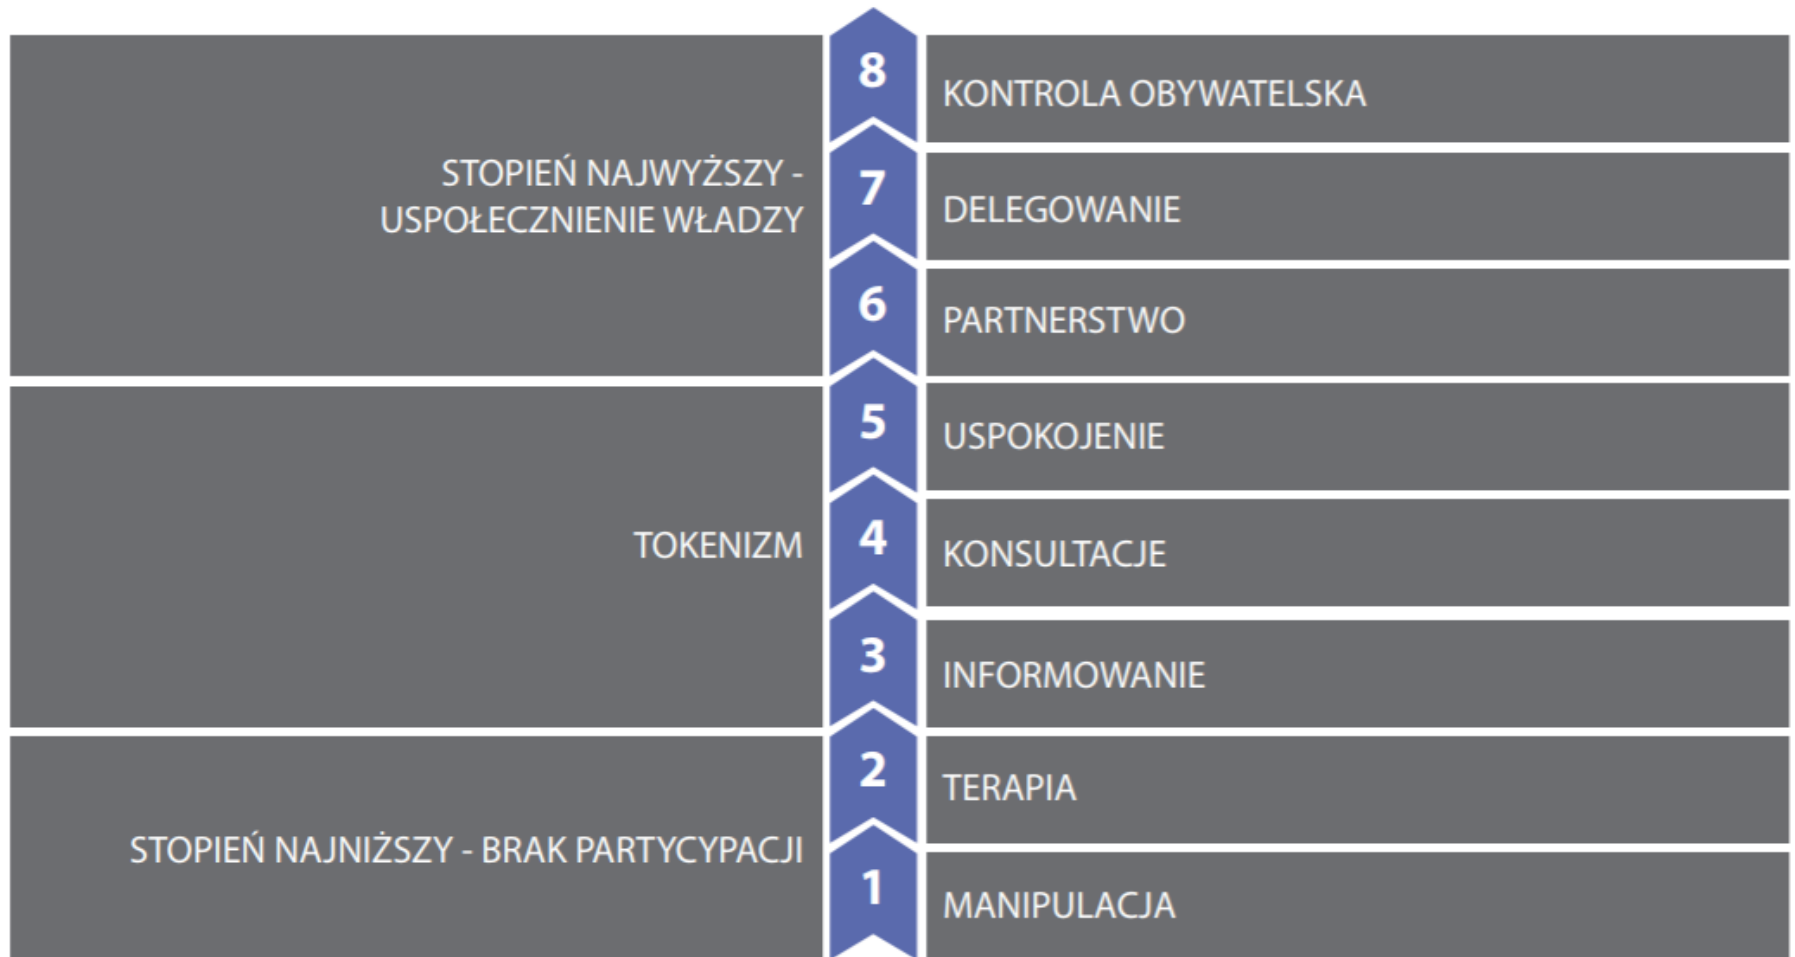 8
KONTROLA OBYWATELSKA
STOPIEŃ NAJWYŻSZY -
USPOŁECZNIENIE WŁADZY
7
DELEGOWANIE
6
PARTNERSTWO
5
USPOKOJENIE
TOKENIZM
4
KONSULTACJE
3
INFORMOWANIE
2
TERAPIA
STOPIEŃ NAJNIŻSZY - BRAK PARTYCYPACJI
1
MANIPULACJA